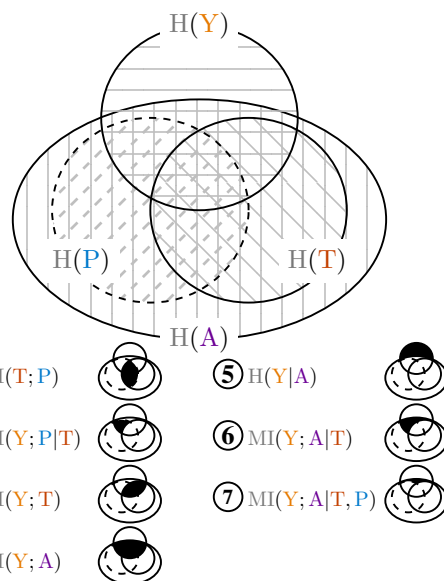 H(Y)
H(P) H(T)
H(A)
I(T; P) 5 H(Y|A)
I(Y; P|T) 6 MI(Y; A|T)
I(Y; T) 7 MI(Y; A|T, P)
I(Y; A)